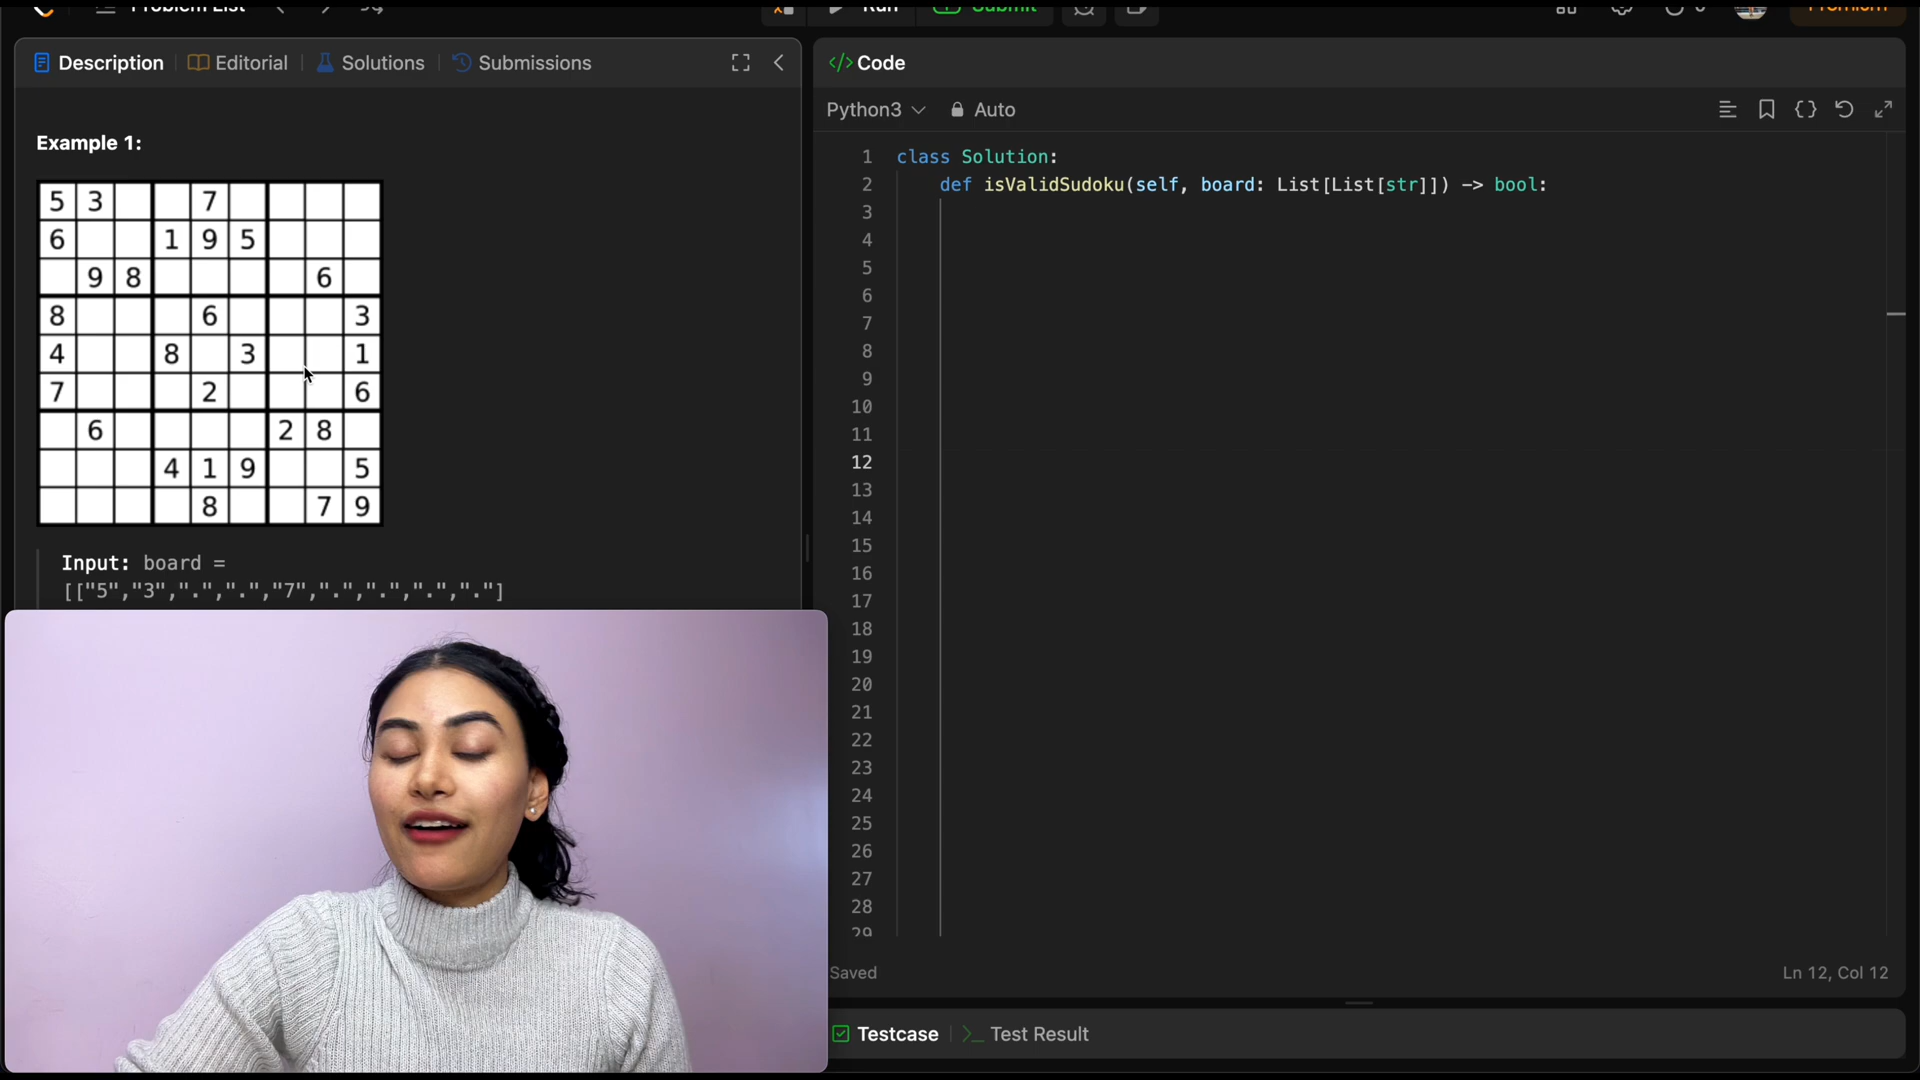 Problem List
Run
Submit
0
Premium
Description
Editorial
Solutions
Submissions
Example 1:
5 3 7
6 1 9 5
9 8 6
8 6 3
4 8 3 1
7 2 6
6 2 8
4 1 9 5
8 7 9
Input: board =
[["5","3",".",".","7",".",".",".","."]
</> Code
Python3
Auto
1 class Solution:
2 def isValidSudoku(self, board: List[List[str]]) -> bool:
3
4
5
6
7
8
9
10
11
12
13
14
15
16
17
18
19
20
21
22
23
24
25
26
27
28
29
Saved
Ln 12, Col 12
Testcase
Test Result